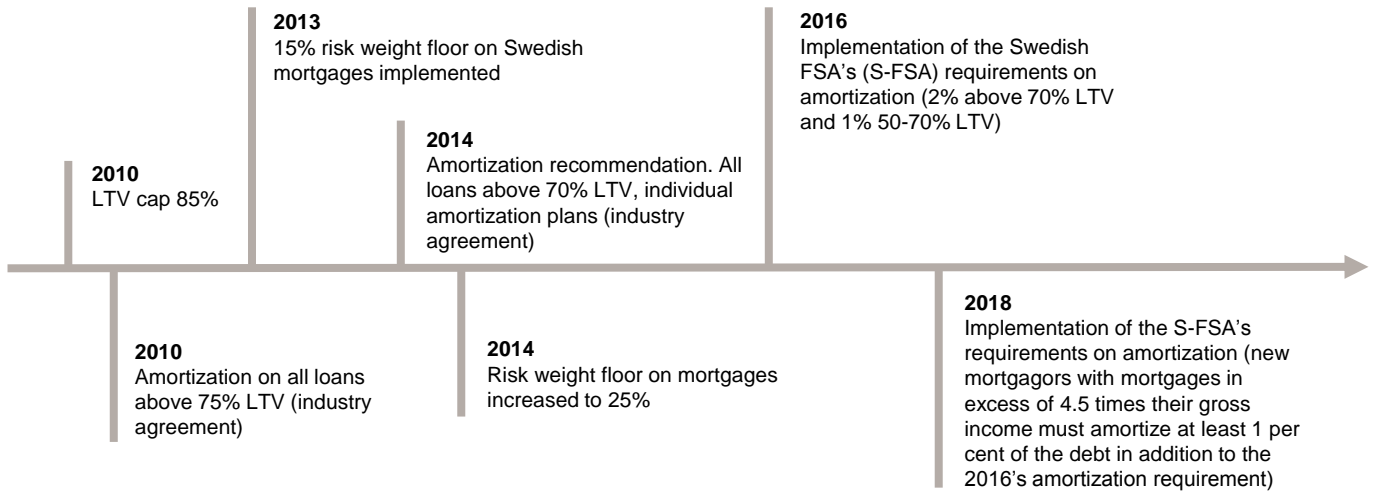 2013
15% risk weight floor on Swedish
mortgages implemented
2016
Implementation of the Swedish
FSA's (S-FSA) requirements on
amortization (2% above 70% LTV
and 1% 50-70% LTV)
2014
Amortization recommendation. All
loans above 70% LTV, individual
amortization plans (industry
agreement)
2010
LTV cap 85%
2010
Amortization on all loans
above 75% LTV (industry
agreement)
2014
Risk weight floor on mortgages
increased to 25%
2018
Implementation of the S-FSA's
requirements on amortization (new
mortgagors with mortgages in
excess of 4.5 times their gross
income must amortize at least 1 per
cent of the debt in addition to the
2016's amortization requirement)